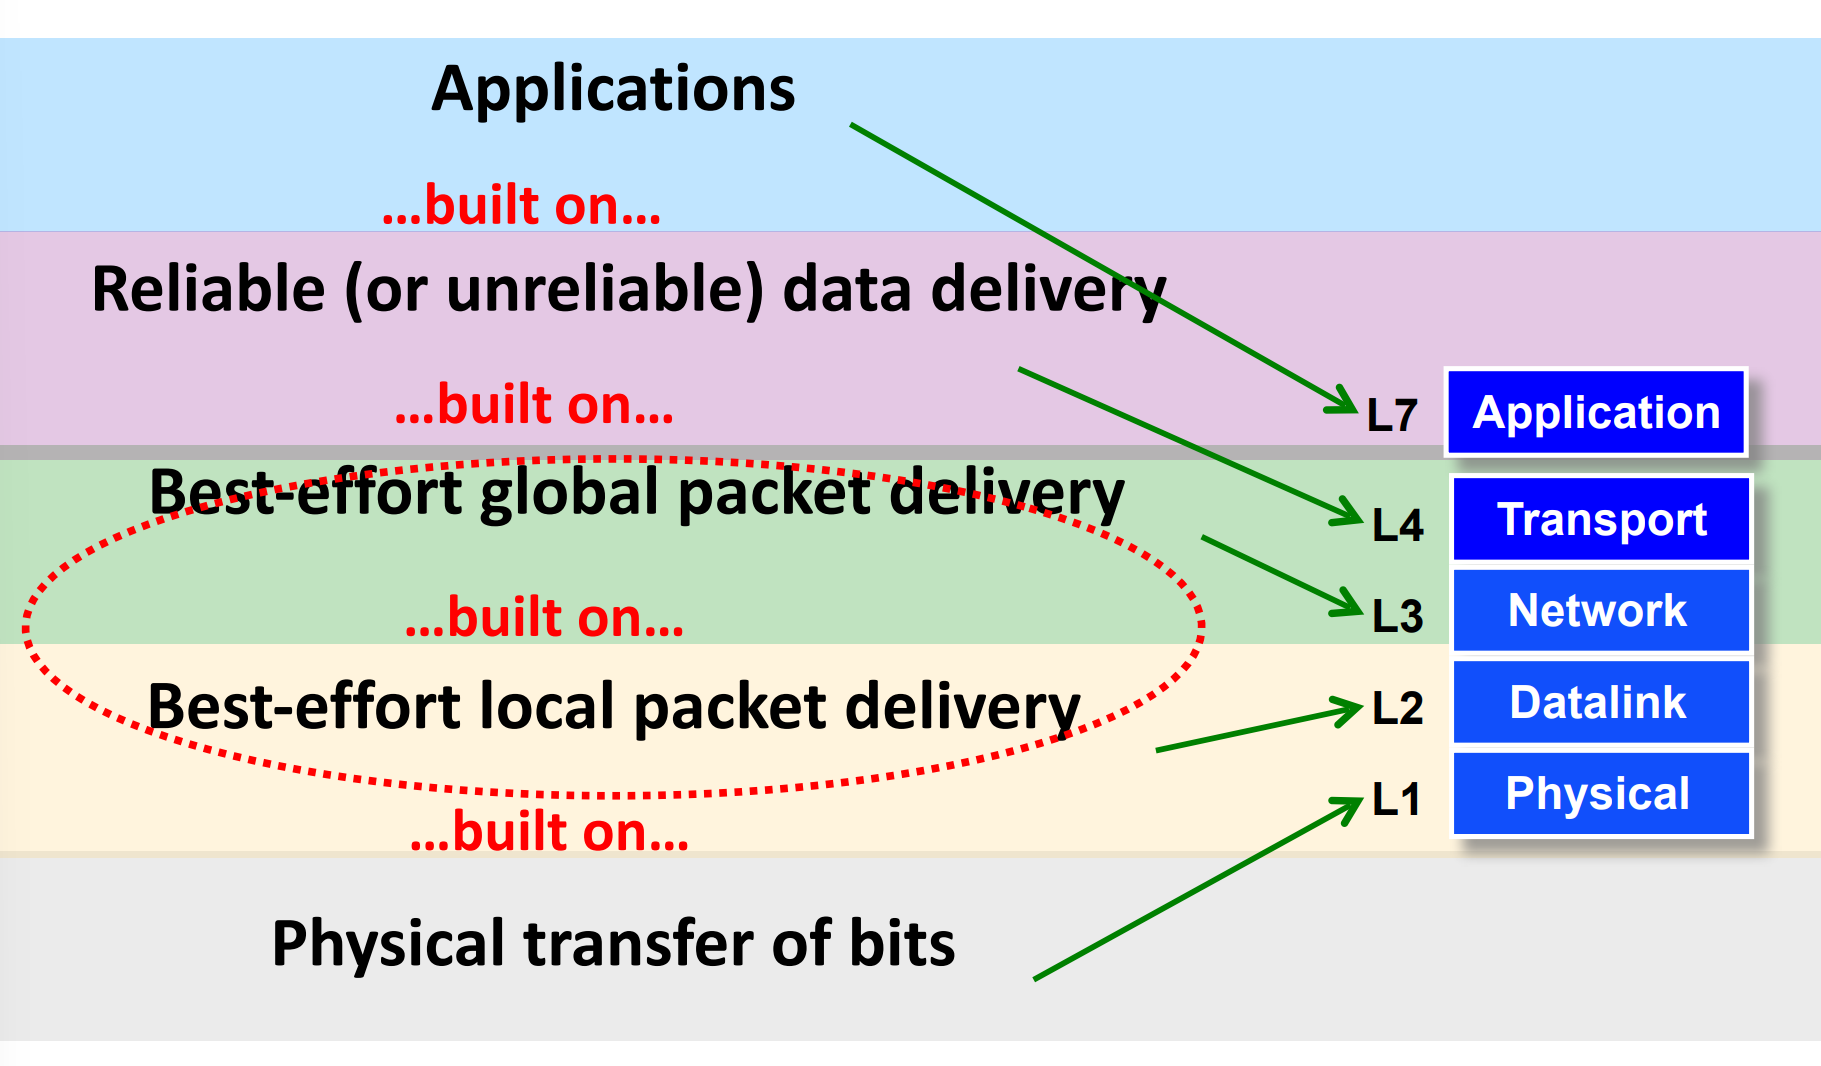 Applications
…built on…
Reliable (or unreliable) data delivery
…built on…
Best-effort global packet delivery
…built on…
Best-effort local packet delivery
…built on…
Physical transfer of bits
L7 Application
L4 Transport
L3 Network
L2 Datalink
L1 Physical